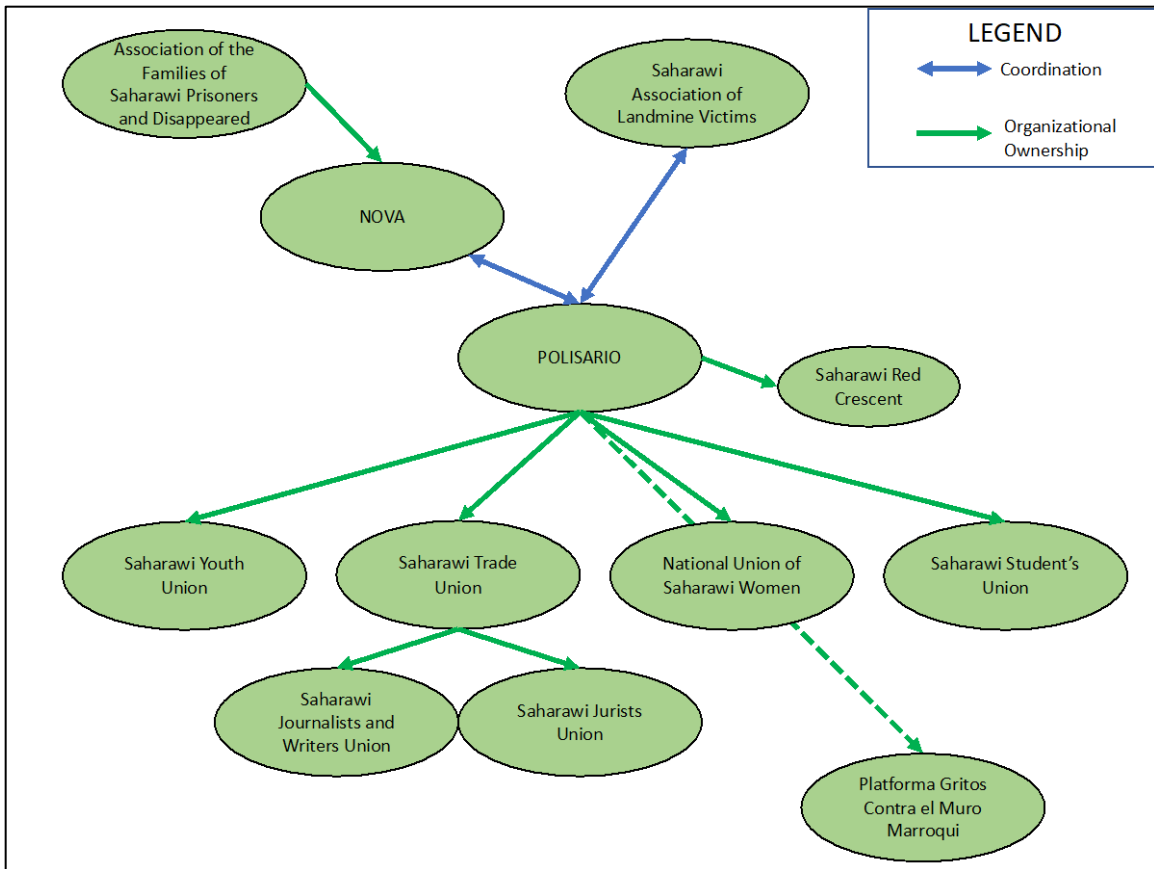 LEGEND
Coordination
Organizational
Ownership
Association of the
Families of
Saharawi Prisoners
and Disappeared
Saharawi
Association of
Landmine Victims
NOVA
POLISARIO
Saharawi Red
Crescent
Saharawi Youth
Union
Saharawi Trade
Union
National Union of
Saharawi Women
Saharawi Student’s
Union
Saharawi
Journalists and
Writers Union
Saharawi Jurists
Union
Platforma Gritos
Contra el Muro
Marroqui